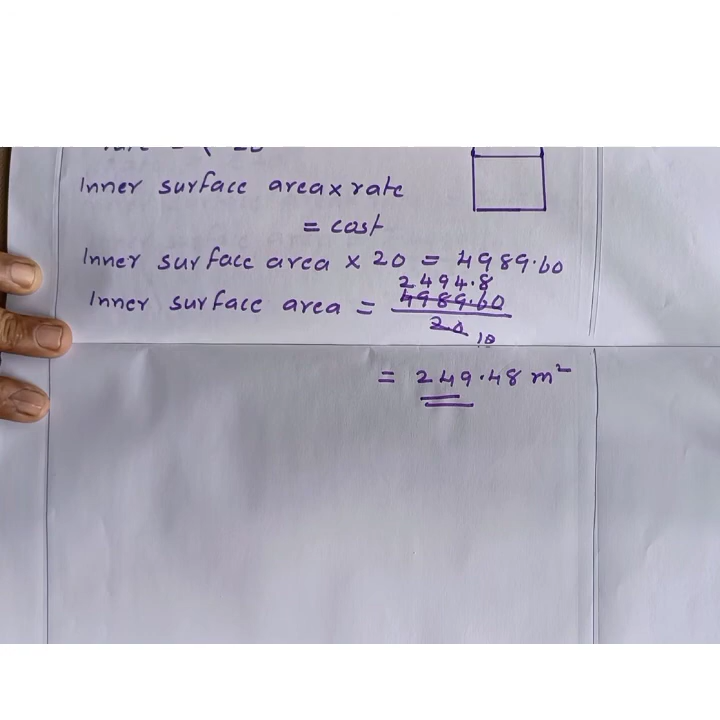 Inner surface area x rate
= cost
Inner surface area x 20 = 4989.60
2494.8
Inner surface area = 4989.60
20 10
= 249.48 m²